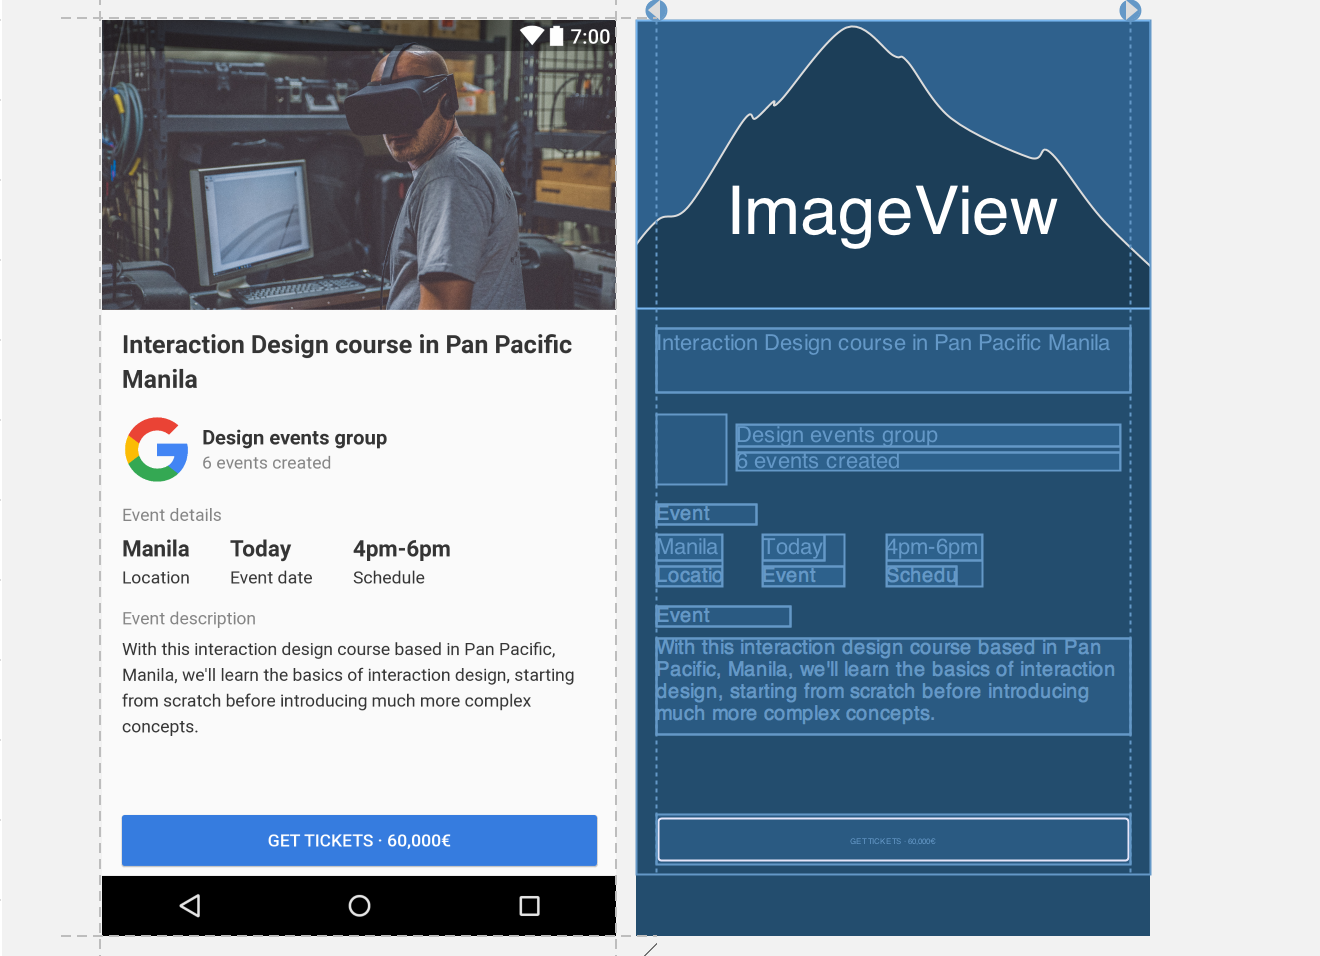 7:00
Interaction Design course in Pan Pacific
Manila
Design events group
6 events created
Event details
Manila Today 4pm-6pm
Location Event date Schedule
Event description
With this interaction design course based in Pan Pacific,
Manila, we'll learn the basics of interaction design, starting
from scratch before introducing much more complex
concepts.
GET TICKETS · 60,000€
ImageView
Interaction Design course in Pan Pacific Manila
Design events group
6 events created
Event
Manila Today 4pm-6pm
Locatio Event Schedu
Event
With this interaction design course based in Pan
Pacific, Manila, we'll learn the basics of interaction
design, starting from scratch before introducing
much more complex concepts.
GET TICKETS · 60,000€